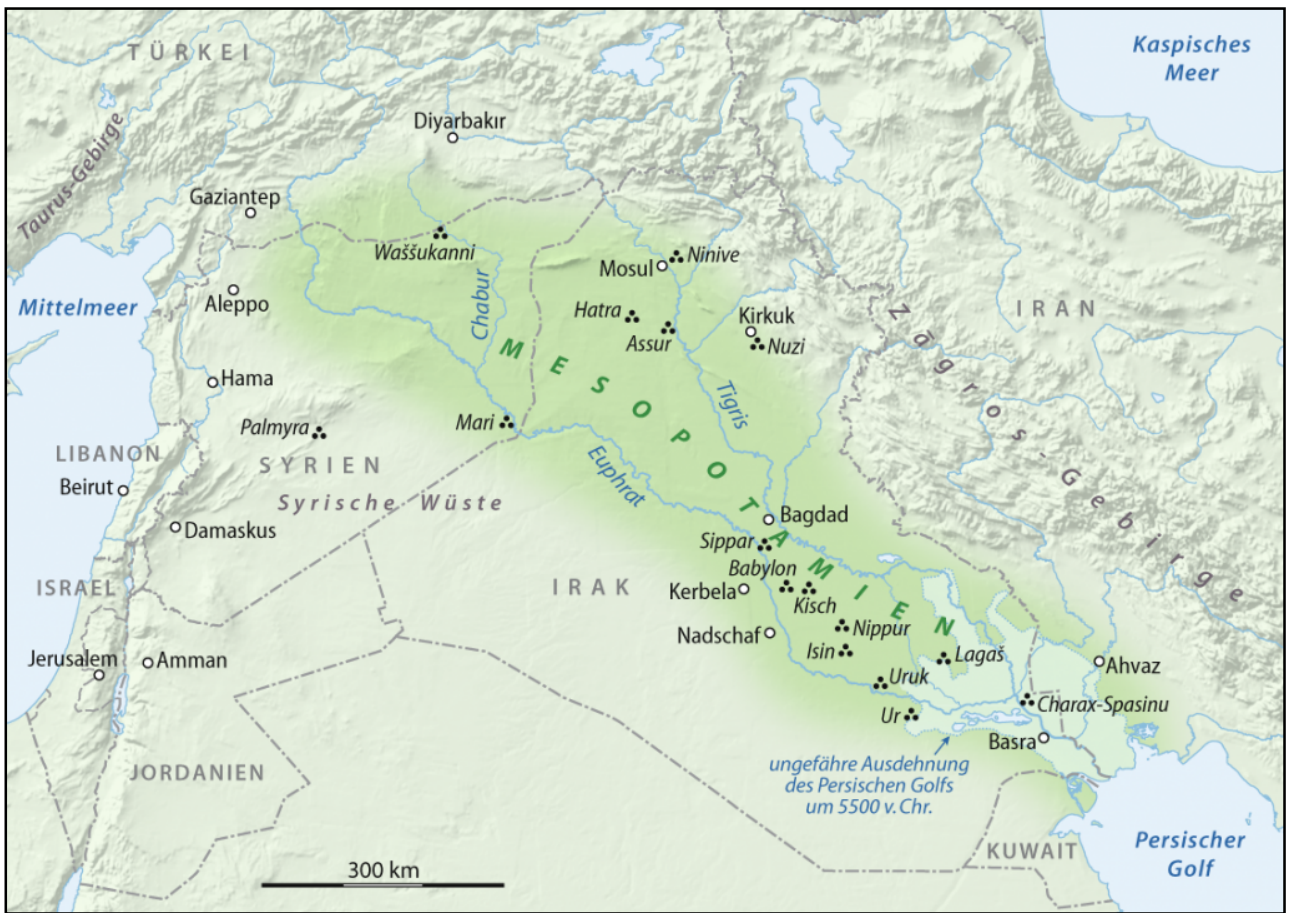 TÜRKEI
Kaspisches
Meer
Diyarbakır
Taurus-Gebirge
Gaziantep
Waššukanni
Ninive
Mosul
Mittelmeer
Aleppo
Chabur
Hatra
Assur
Kirkuk
Nuzi
IRAN
Zāgros-Gebirge
MESOPOTAMIEN
Hama
Tigris
Palmyra
Mari
LIBANON
SYRIEN
Euphrat
Beirut
Syrische Wüste
Bagdad
Damaskus
Sippar
Babylon
ISRAEL
IRAK
Kerbela
Kisch
Nadschaf
Nippur
Isin
Lagaš
Jerusalem
Amman
Ahvaz
Uruk
Charax-Spasinu
Ur
Basra
JORDANIEN
ungefähre Ausdehnung
des Persischen Golfs
um 5500 v. Chr.
KUWAIT
Persischer
Golf
300 km